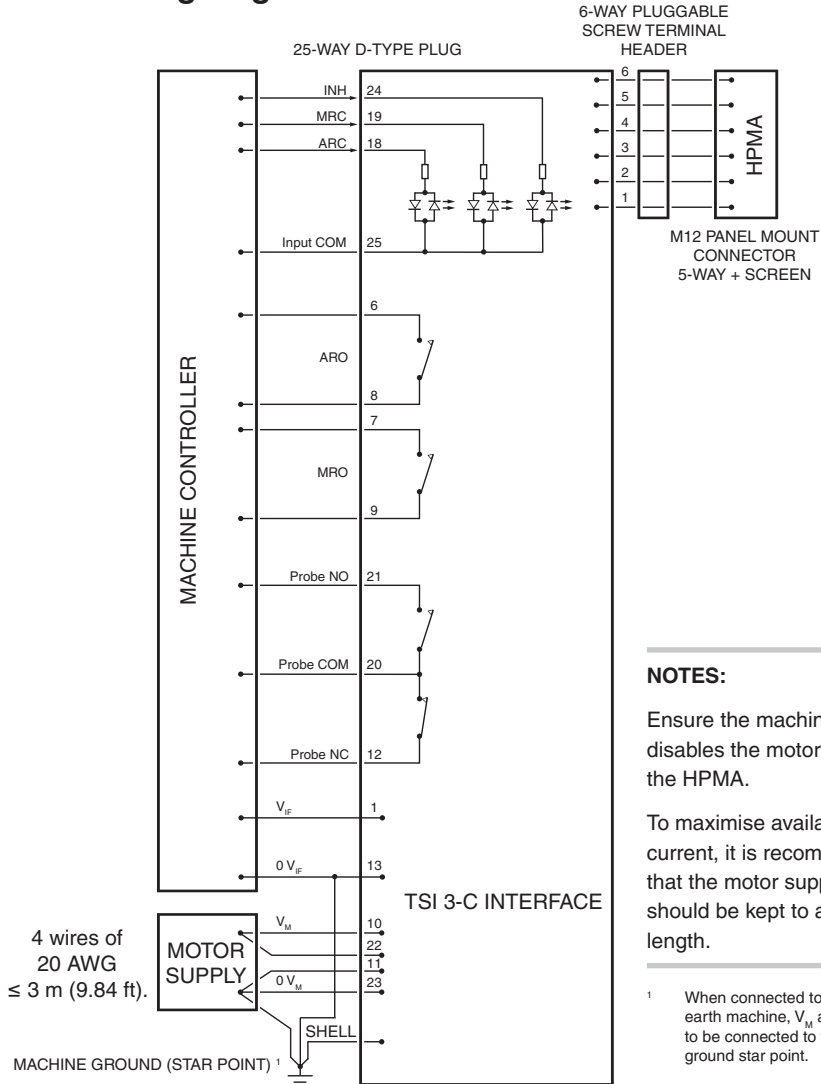 6-WAY PLUGGABLE
SCREW TERMINAL
HEADER
25-WAY D-TYPE PLUG
INH 24
MRC 19
ARC 18
Input COM 25
6
ARO
8
7
MRO
9
Probe NO 21
Probe COM 20
Probe NC 12
V_IF 1
0 V_IF 13
V_M 10
22
11
0 V_M 23
SHELL
MACHINE CONTROLLER
TSI 3-C INTERFACE
6
5
4
3
2
1
HPMA
M12 PANEL MOUNT
CONNECTOR
5-WAY + SCREEN
4 wires of
20 AWG
≤ 3 m (9.84 ft).
MOTOR
SUPPLY
MACHINE GROUND (STAR POINT) ¹
NOTES:
Ensure the
disables the motor
the HPMA.
To maximise
current, it is
that the motor
should be kept to
length.
¹ When connected to
earth machine, V_M
to be connected to
ground star point.